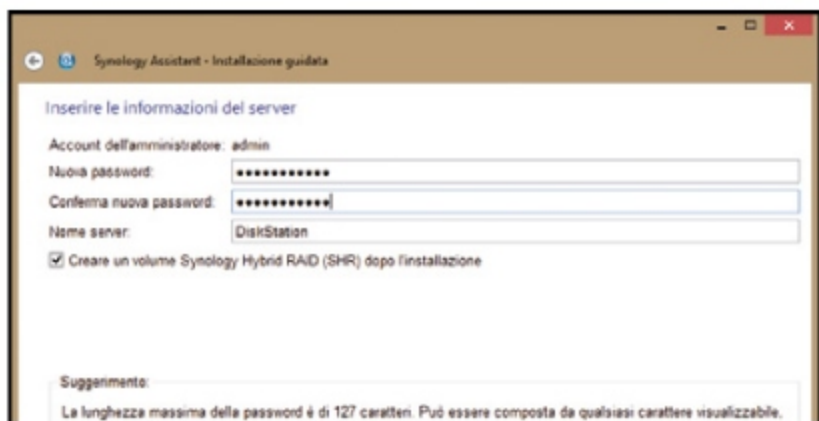 Synology Assistant - Installazione guidata
Inserire le informazioni del server
Account dell'amministratore: admin
Nuova password: ●●●●●●●●●●●
Conferma nuova password: ●●●●●●●●●●●
Nome server: DiskStation
Creare un volume Synology Hybrid RAID (SHR) dopo l'installazione
Suggerimento:
La lunghezza massima della password è di 127 caratteri. Può essere composta da qualsiasi carattere visualizzabile,